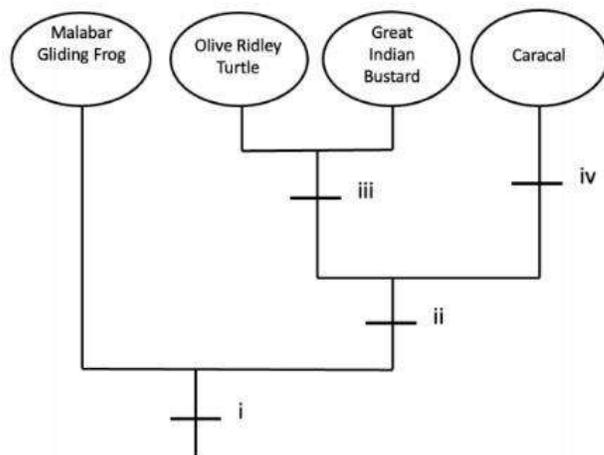 Malabar
Gliding Frog
Olive Ridley
Turtle
Great
Indian
Bustard
Caracal
iii
iv
ii
i